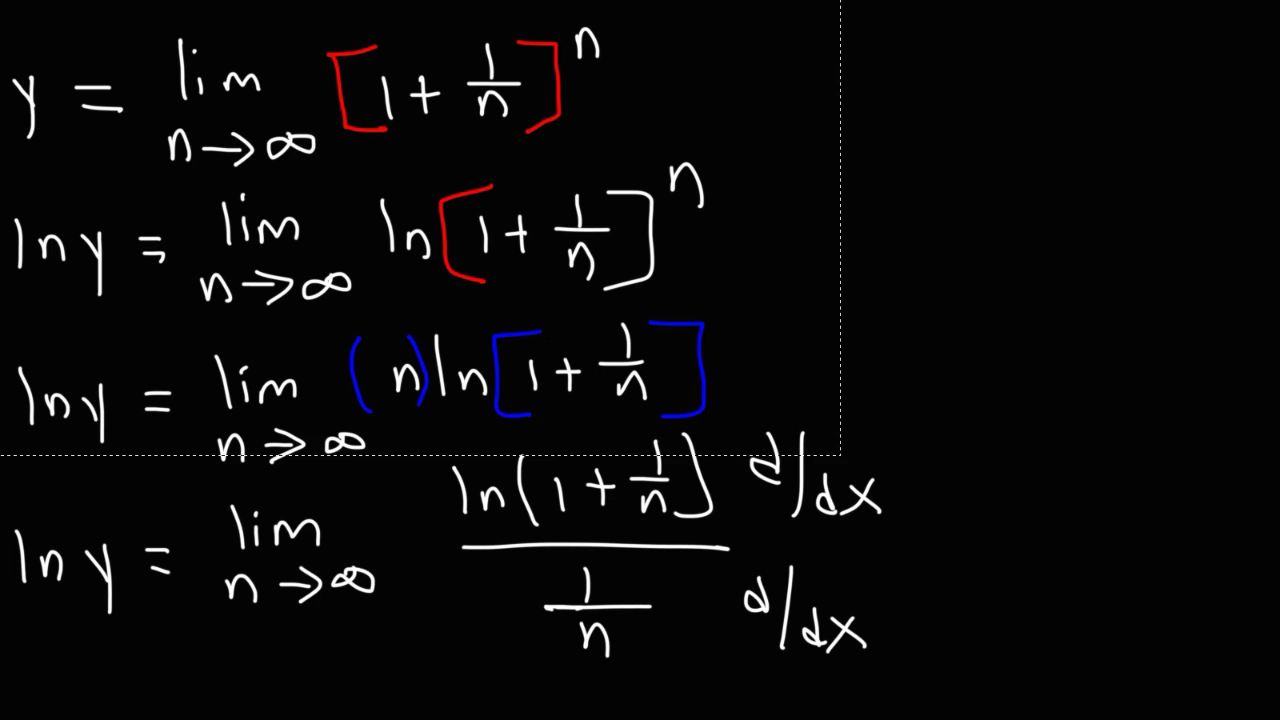 y = lim n→∞ [1 + 1/n]^n
ln y = lim n→∞ ln [1 + 1/n]^n
ln y = lim n→∞ (n) ln [1 + 1/n]
ln y = lim n→∞ ln(1 + 1/n] d/dx / 1/n d/dx